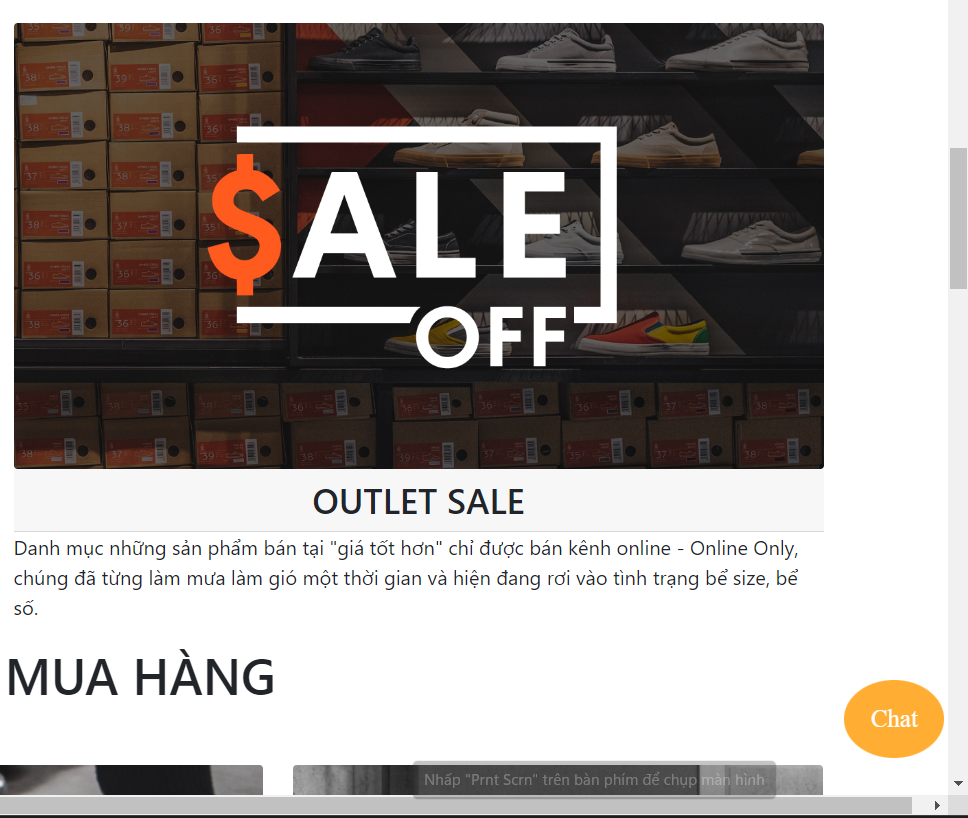 $ALE
OFF
OUTLET SALE
Danh mục những sản phẩm bán tại "giá tốt hơn" chỉ được bán kênh online - Online Only,
chúng đã từng làm mưa làm gió một thời gian và hiện đang rơi vào tình trạng bể size, bể
số.
MUA HÀNG
Chat
Nhấp "Prnt Scrn" trên bàn phím để chụp màn hình